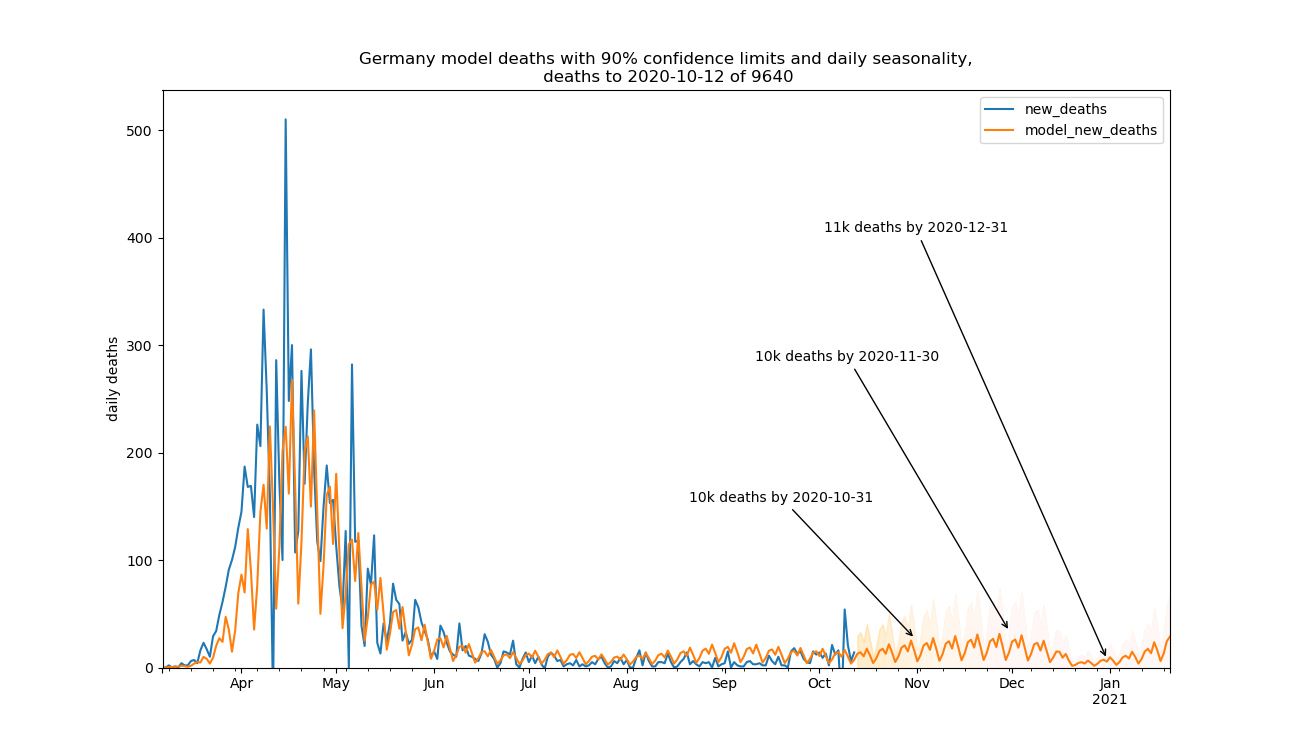 Germany model deaths with 90% confidence limits and daily seasonality,
deaths to 2020-10-12 of 9640
new_deaths
model_new_deaths
500
400
300
200
100
0
daily deaths
11k deaths by 2020-12-31
10k deaths by 2020-11-30
10k deaths by 2020-10-31
Apr May Jun Jul Aug Sep Oct Nov Dec Jan
2021